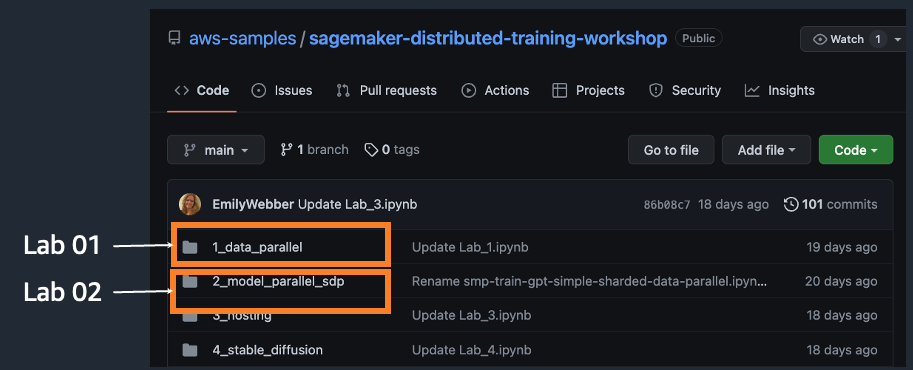 aws-samples / sagemaker-distributed-training-workshop Public Watch 1
Code Issues Pull requests Actions Projects Security Insights
main 1 branch 0 tags Go to file Add file Code
EmilyWebber Update Lab_3.ipynb 86b08c7 18 days ago 101 commits
Lab 01 1_data_parallel Update Lab_1.ipynb 19 days ago
Lab 02 2_model_parallel_sdp Rename smp-train-gpt-simple-sharded-data-parallel.ipyn... 20 days ago
3_hosting Update Lab_3.ipynb 18 days ago
4_stable_diffusion Update Lab_4.ipynb 18 days ago